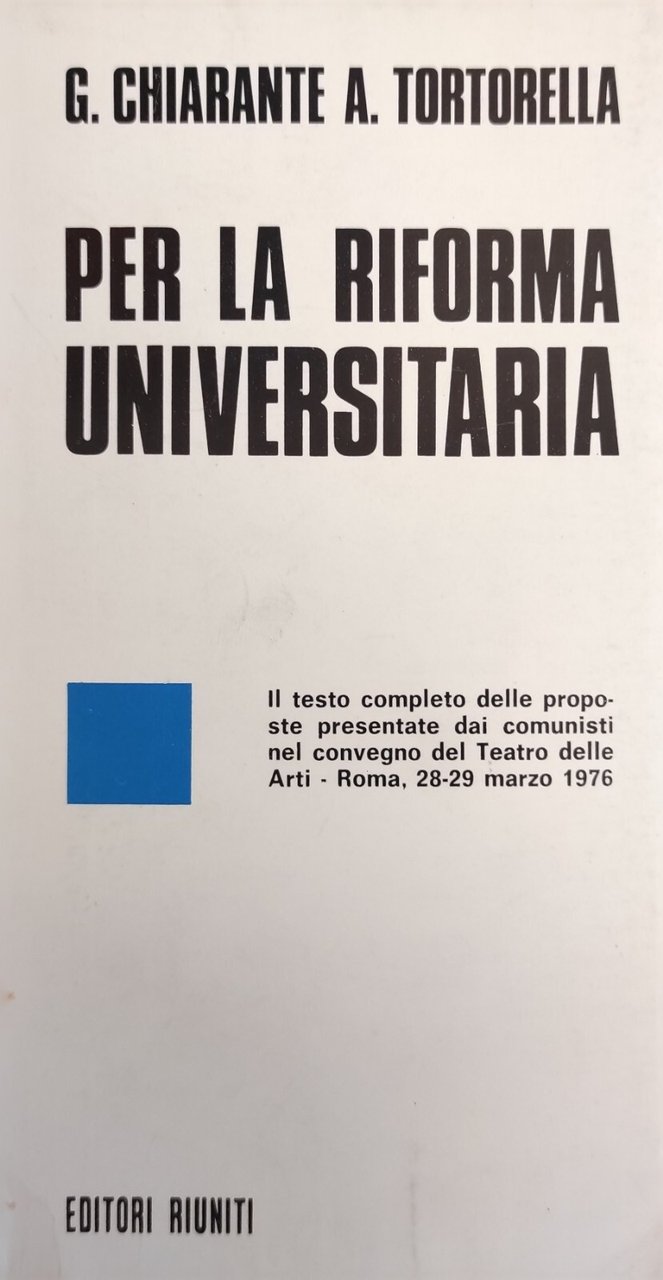 G. CHIARANTE A. TORTORELLA
PER LA RIFORMA
UNIVERSITARIA
Il testo completo delle propo-
ste presentate dai comunisti
nel convegno del Teatro delle
Arti - Roma, 28-29 marzo 1976
EDITORI RIUNITI